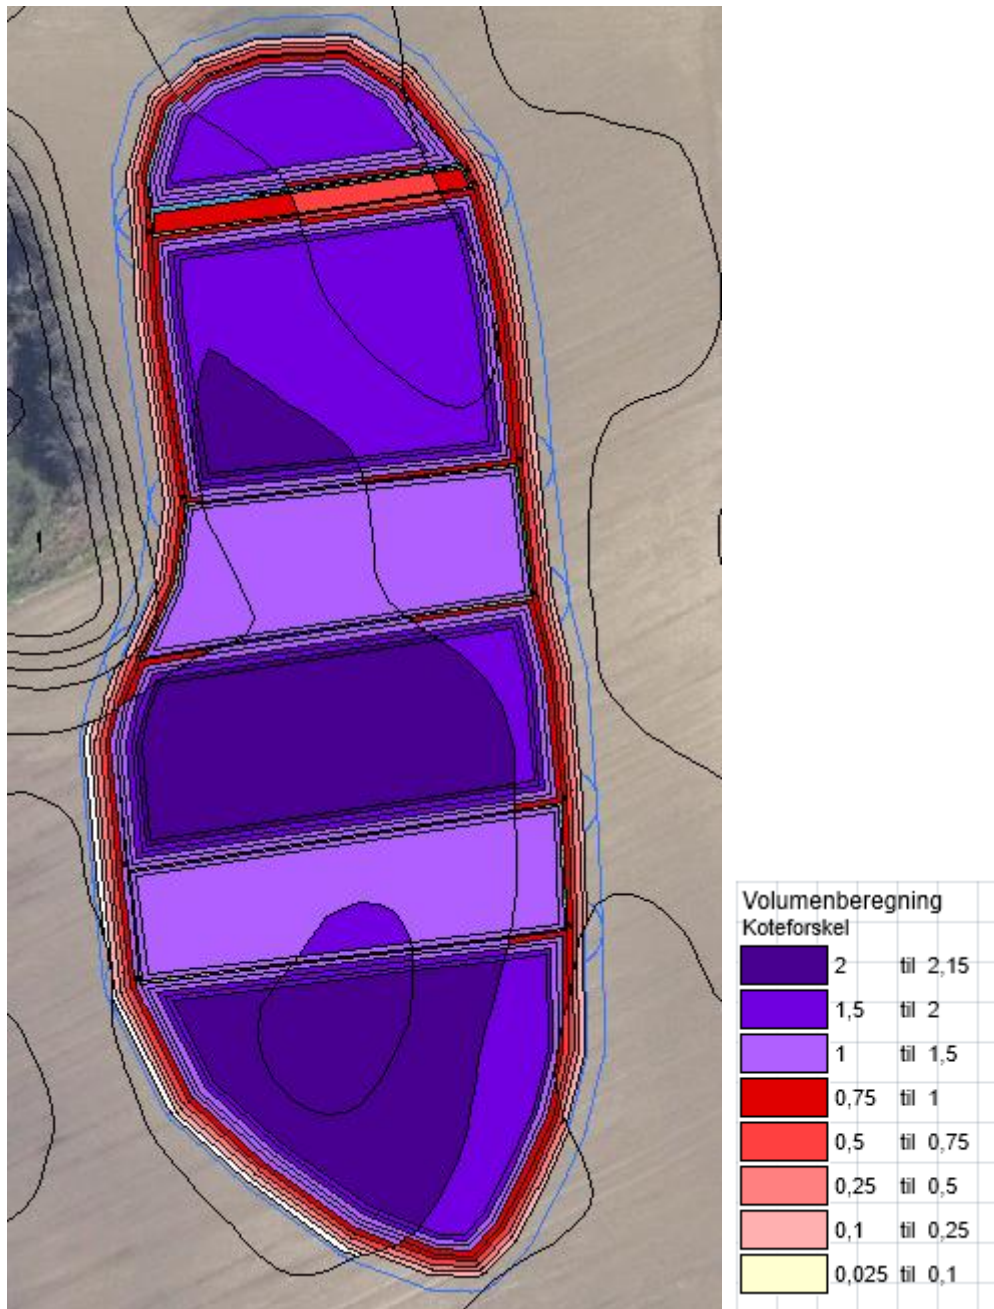 Volumenberegning
Koteforskel
2 til 2,15
1,5 til 2
1 til 1,5
0,75 til 1
0,5 til 0,75
0,25 til 0,5
0,1 til 0,25
0,025 til 0,1